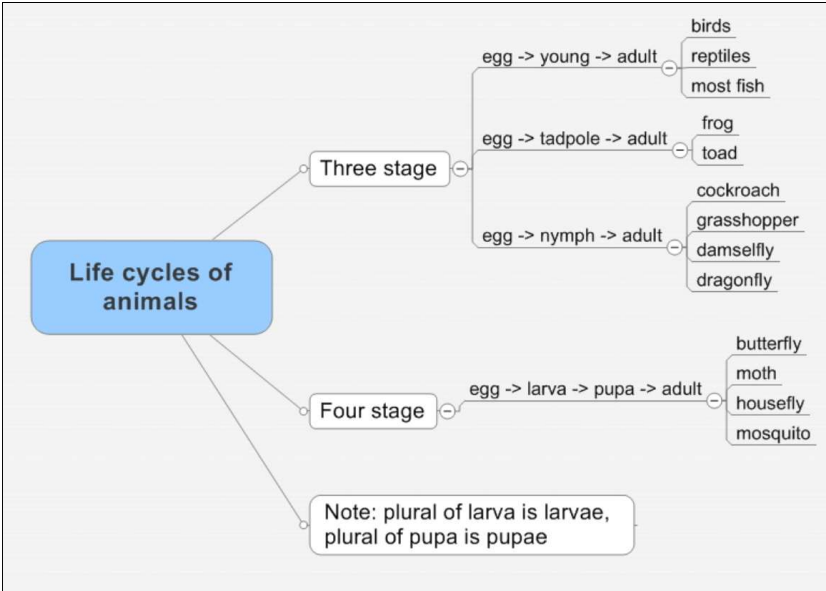 Life cycles of
animals
Three stage
egg -> young -> adult
birds
reptiles
most fish
egg -> tadpole -> adult
frog
toad
egg -> nymph -> adult
cockroach
grasshopper
damselfly
dragonfly
Four stage
egg -> larva -> pupa -> adult
butterfly
moth
housefly
mosquito
Note: plural of larva is larvae,
plural of pupa is pupae